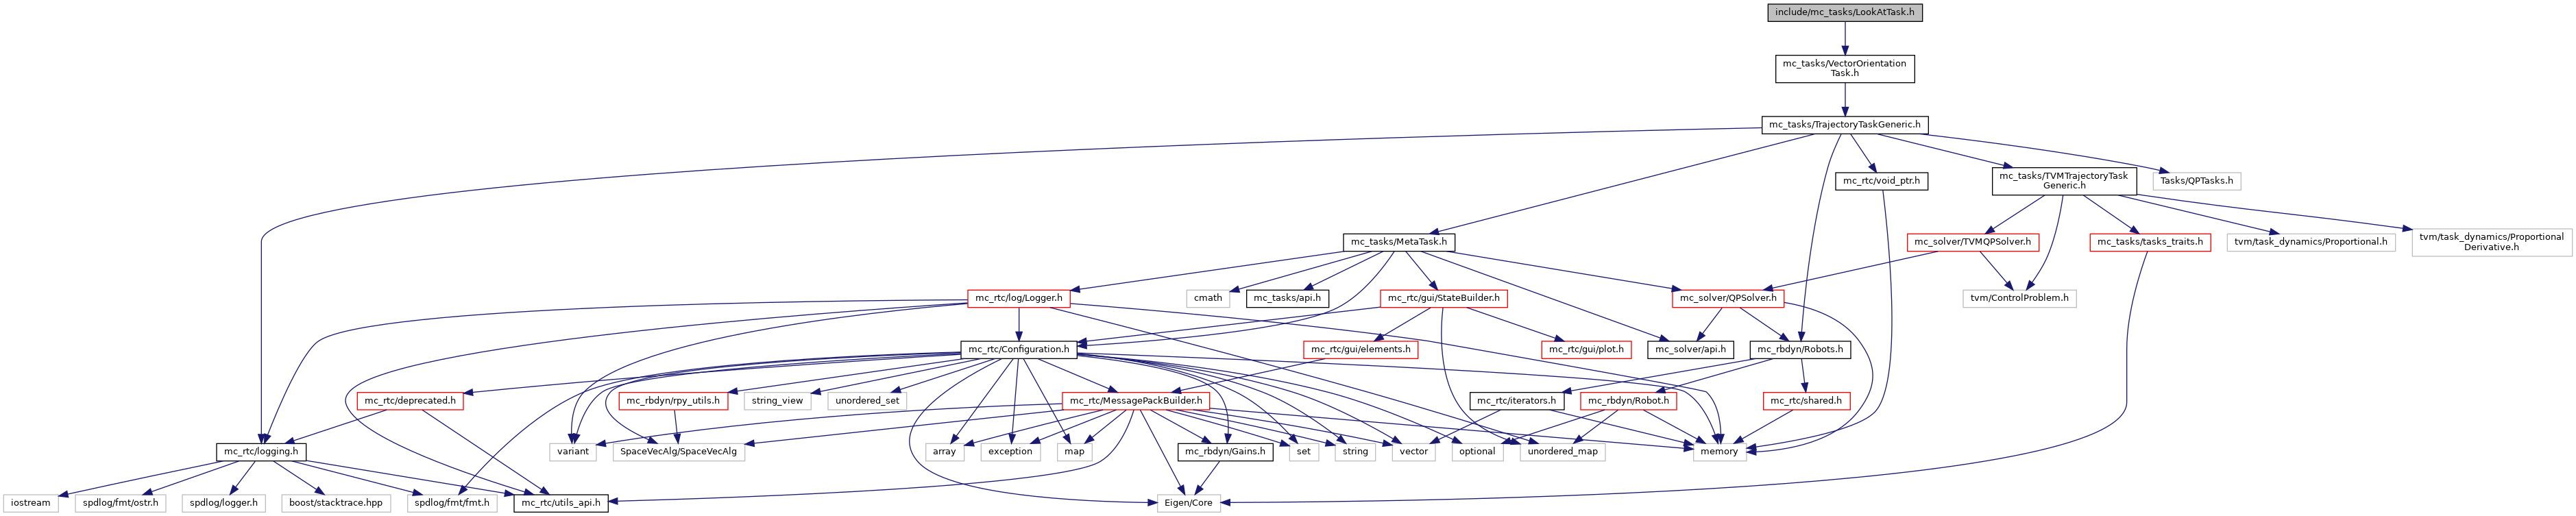 include/mc_tasks/LookAtTask.h
mc_tasks/VectorOrientation
Task.h
mc_tasks/TrajectoryTaskGeneric.h
mc_rtc/void_ptr.h
mc_tasks/TVMTrajectoryTask
Generic.h
Tasks/QPTasks.h
mc_tasks/MetaTask.h
mc_solver/TVMQPSolver.h
mc_tasks/tasks_traits.h
tvm/task_dynamics/Proportional.h
tvm/task_dynamics/Proportional
Derivative.h
mc_rtc/log/Logger.h
cmath
mc_tasks/api.h
mc_rtc/gui/StateBuilder.h
mc_solver/QPSolver.h
tvm/ControlProblem.h
mc_rtc/Configuration.h
mc_rtc/gui/elements.h
mc_rtc/gui/plot.h
mc_solver/api.h
mc_rbdyn/Robots.h
mc_rtc/deprecated.h
mc_rbdyn/rpy_utils.h
string_view
unordered_set
mc_rtc/MessagePackBuilder.h
mc_rtc/iterators.h
mc_rbdyn/Robot.h
mc_rtc/shared.h
mc_rtc/logging.h
variant
SpaceVecAlg/SpaceVecAlg
array
exception
map
mc_rbdyn/Gains.h
set
string
vector
optional
unordered_map
memory
iostream
spdlog/fmt/ostr.h
spdlog/logger.h
boost/stacktrace.hpp
spdlog/fmt/fmt.h
mc_rtc/utils_api.h
Eigen/Core